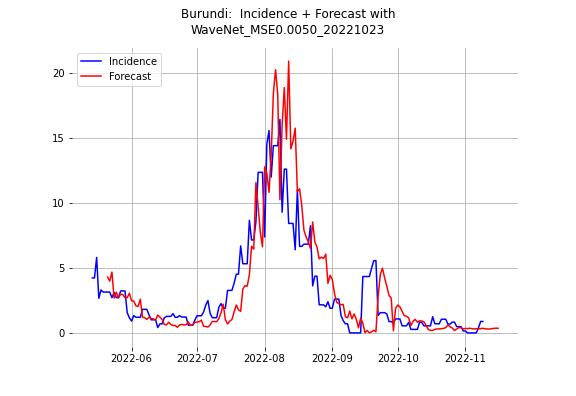 Burundi:  Incidence + Forecast with
WaveNet_MSE0.0050_20221023
Incidence
Forecast
20
15
10
5
0
2022-06
2022-07
2022-08
2022-09
2022-10
2022-11